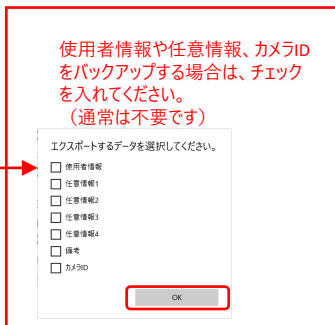 使用者情報や任意情報、カメラID
をバックアップする場合は、チェック
を入れてください。
（通常は不要です）
エクスポートするデータを選択してください。
使用者情報
任意情報1
任意情報2
任意情報3
任意情報4
備考
カメラID
OK